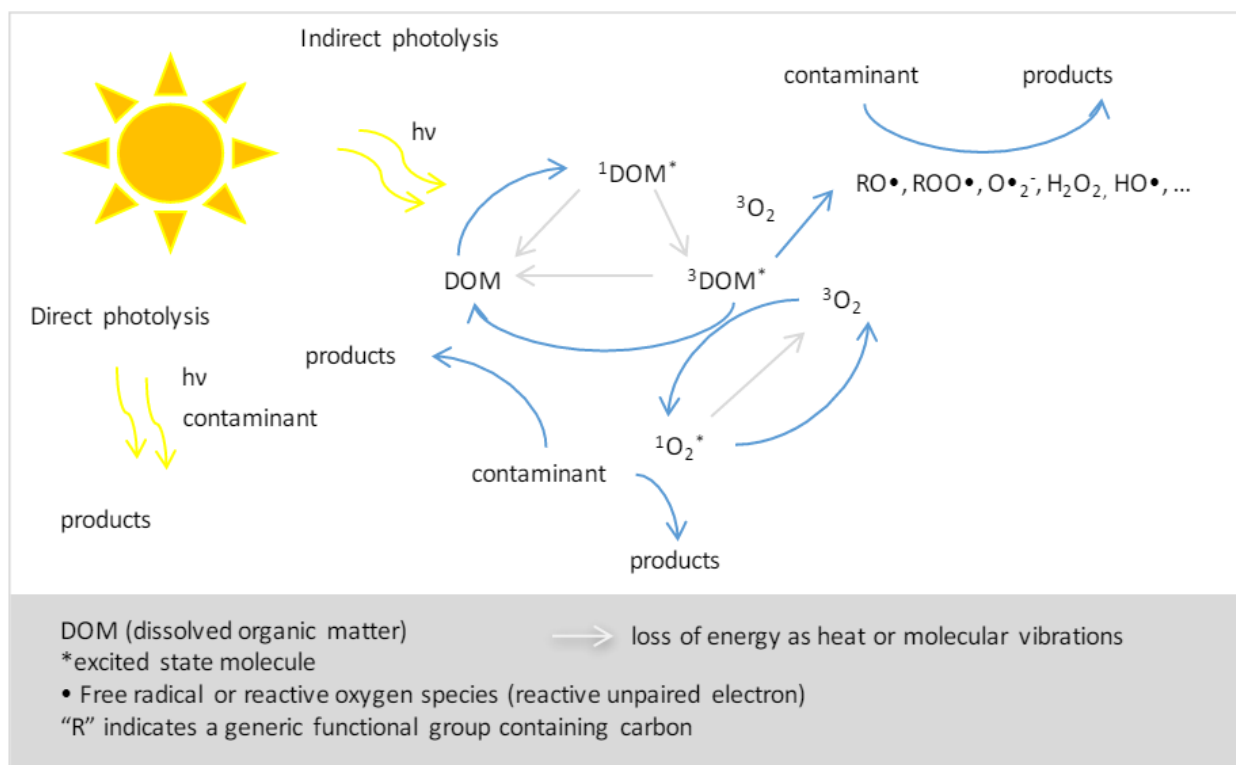 Indirect photolysis
contaminant products
hν
¹DOM*
RO•, ROO•, O•₂⁻, H₂O₂, HO•, ...
³O₂
DOM
³DOM*
³O₂
Direct photolysis
products
hν
contaminant
¹O₂*
contaminant
products
products
DOM (dissolved organic matter)
loss of energy as heat or molecular vibrations
*excited state molecule
• Free radical or reactive oxygen species (reactive unpaired electron)
“R” indicates a generic functional group containing carbon